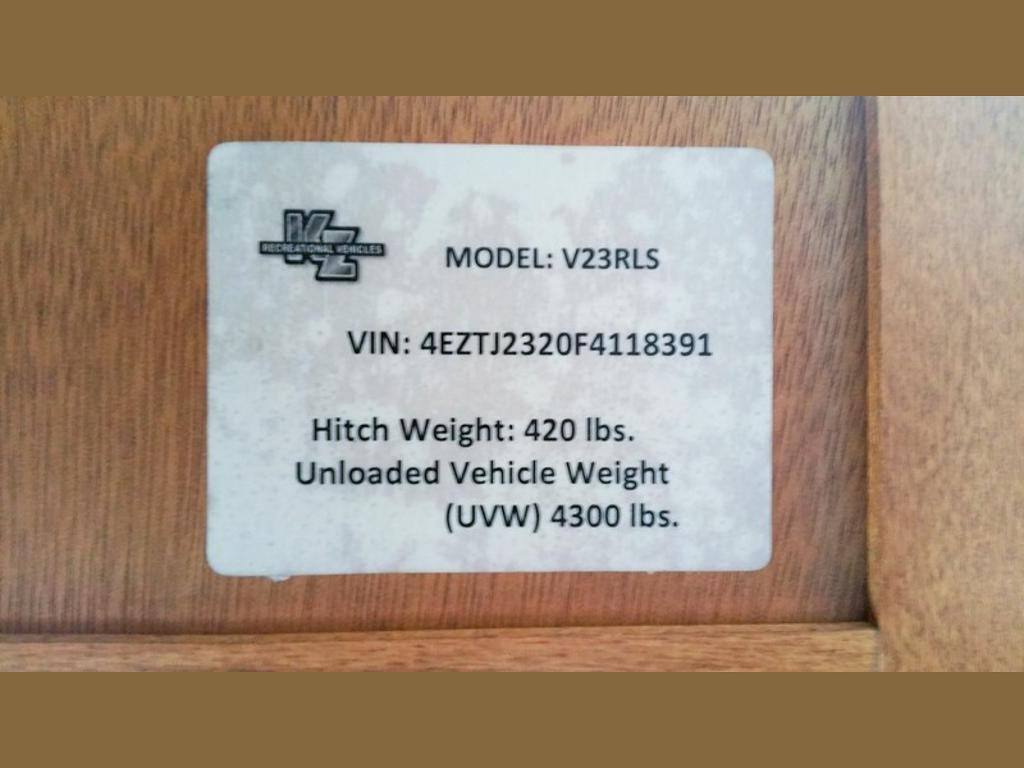 KZ
RECREATIONAL VEHICLES
MODEL: V23RLS
VIN: 4EZTJ2320F4118391
Hitch Weight: 420 lbs.
Unloaded Vehicle Weight
(UVW) 4300 lbs.